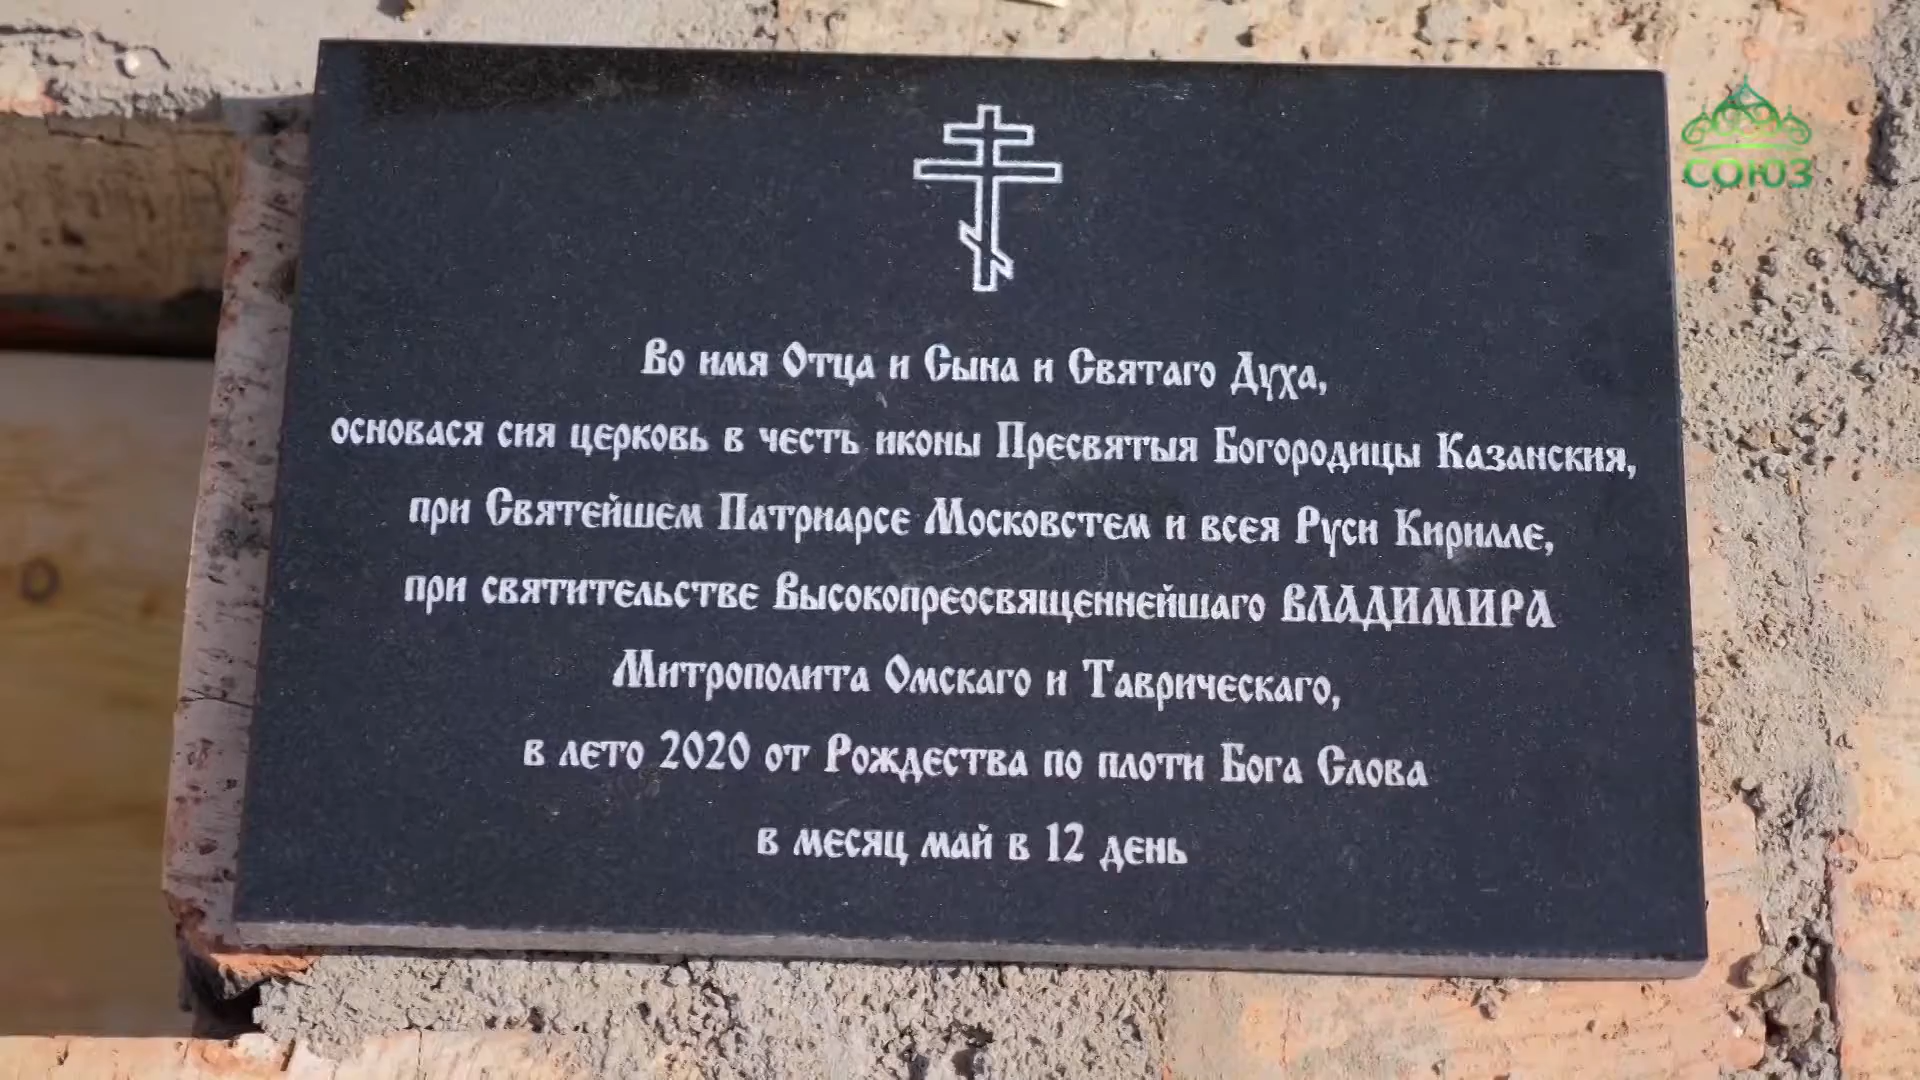 СОЮЗ
Во имя Отца и Сына и Святаго Духа,
основася сия церковь в честь иконы Пресвятыя Богородицы Казанския,
при Святейшем Патриарсе Московстем и всея Руси Кирилле,
при святительстве Высокопреосвященнейшаго ВЛАДИМИРА
Митрополита Омскаго и Таврическаго,
в лето 2020 от Рождества по плоти Бога Слова
в месяц май в 12 день